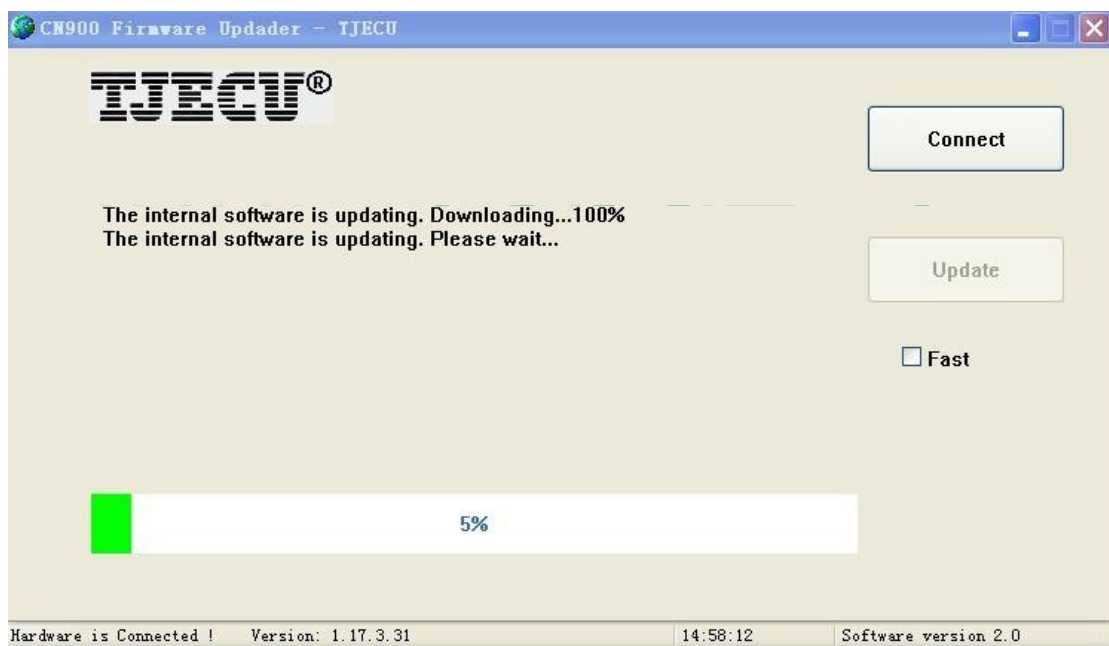 CN900 Firmware Updader - TJECU
TJECU®
Connect
The internal software is updating. Downloading...100%
The internal software is updating. Please wait...
Update
Fast
5%
Hardware is Connected ! Version: 1.17.3.31 14:58:12 Software version 2.0